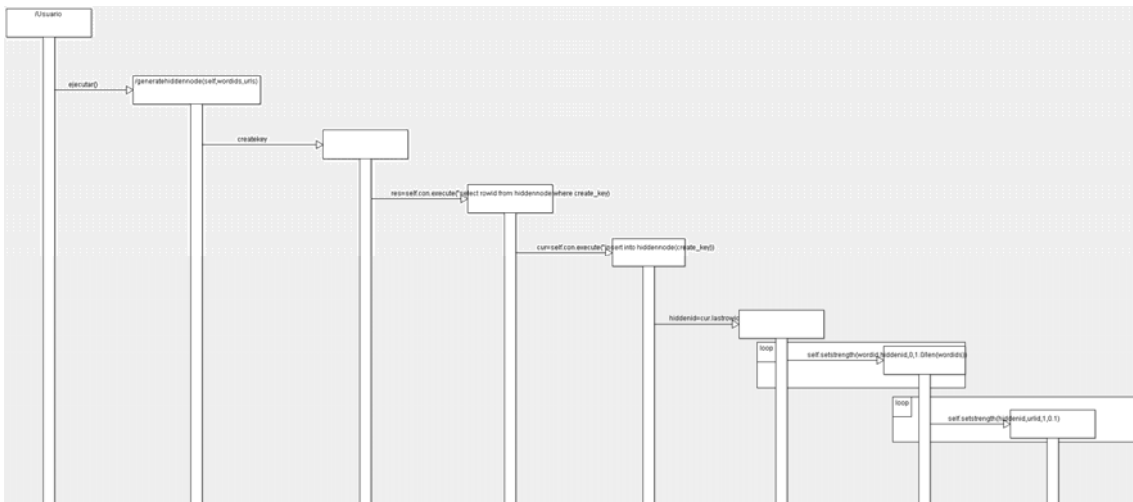 /Usuario
/generatehiddennode(self,wordids,urls)
ejecutar()
createkey
res=self.con.execute("select rowid from hiddennode where create_key)
cur=self.con.execute("insert into hiddennode(create_key))
hiddenid=cur.lastrowid
loop
self.setstrength(wordid,hiddenid,0,1.0/len(wordids))
loop
self.setstrength(hiddenid,urlid,1,0.1)